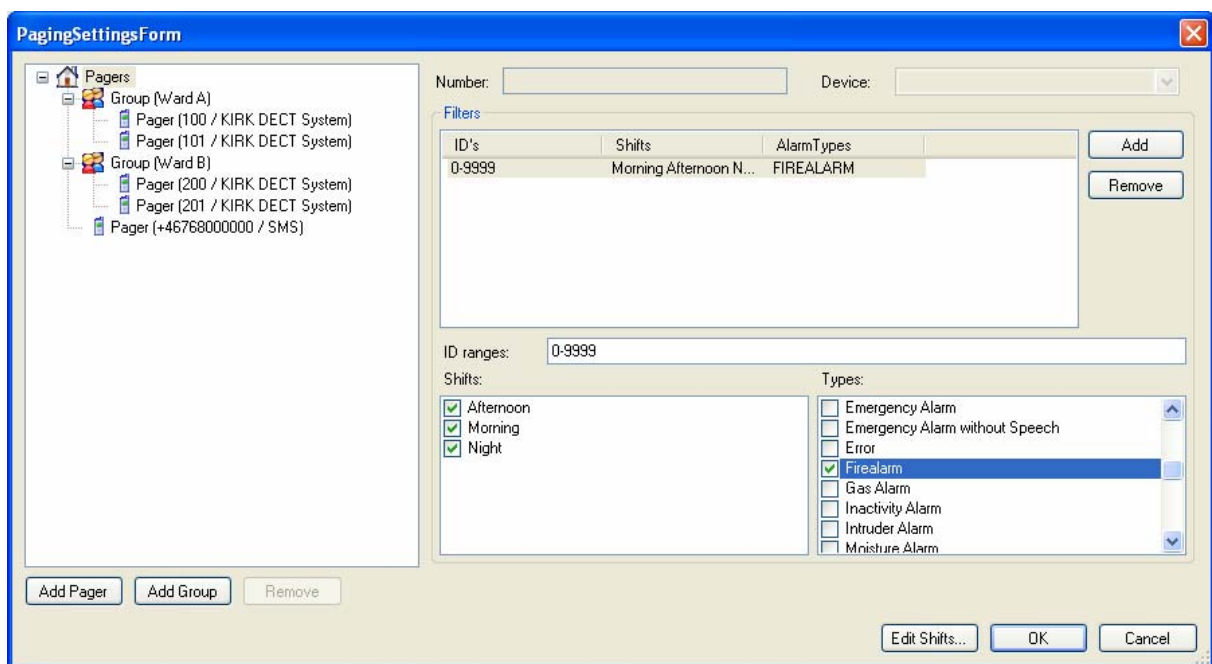 PagingSettingsForm
Pagers
Group (Ward A)
Pager (100 / KIRK DECT System)
Pager (101 / KIRK DECT System)
Group (Ward B)
Pager (200 / KIRK DECT System)
Pager (201 / KIRK DECT System)
Pager (+46768000000 / SMS)
Add Pager Add Group Remove
Number: Device:
Filters
ID's Shifts AlarmTypes
0-9999 Morning Afternoon N... FIREALARM
Add
Remove
ID ranges: 0-9999
Shifts:
Afternoon
Morning
Night
Types:
Emergency Alarm
Emergency Alarm without Speech
Error
Firealarm
Gas Alarm
Inactivity Alarm
Intruder Alarm
Moisture Alarm
Edit Shifts... OK Cancel